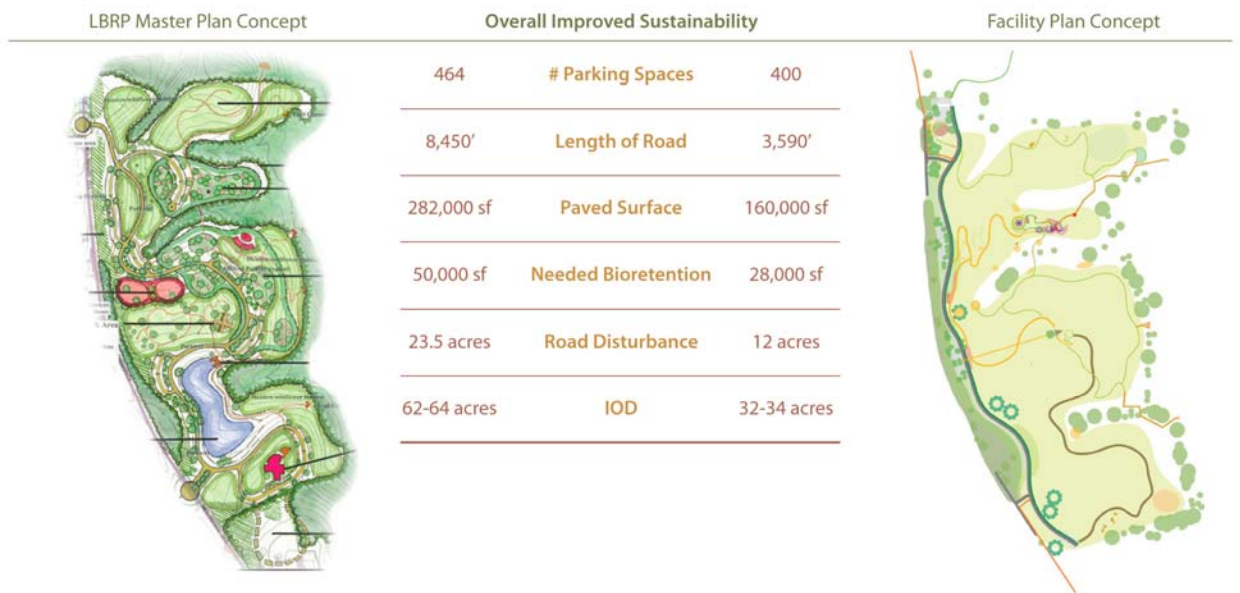 LBRP Master Plan Concept
Overall Improved Sustainability
Facility Plan Concept
464 # Parking Spaces 400
8,450’ Length of Road 3,590’
282,000 sf Paved Surface 160,000 sf
50,000 sf Needed Bioretention 28,000 sf
23.5 acres Road Disturbance 12 acres
62-64 acres IOD 32-34 acres